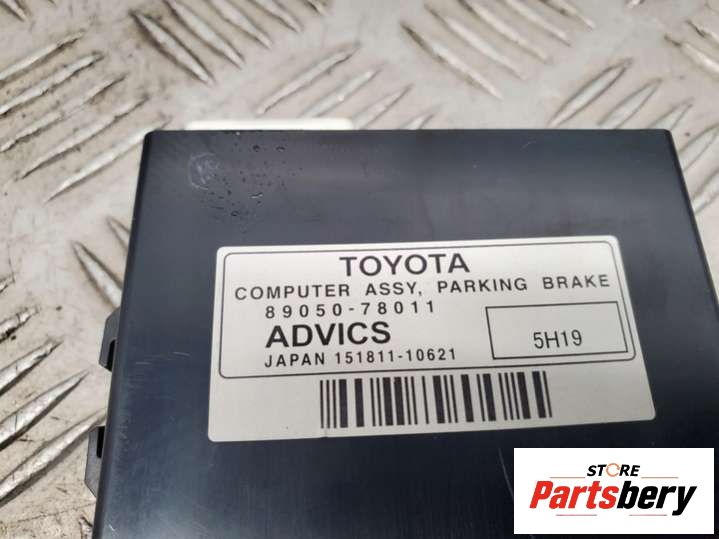 TOYOTA
COMPUTER ASSY, PARKING BRAKE
89050-78011
ADVICS
5H19
JAPAN 151811-10621
STORE
Partsbery